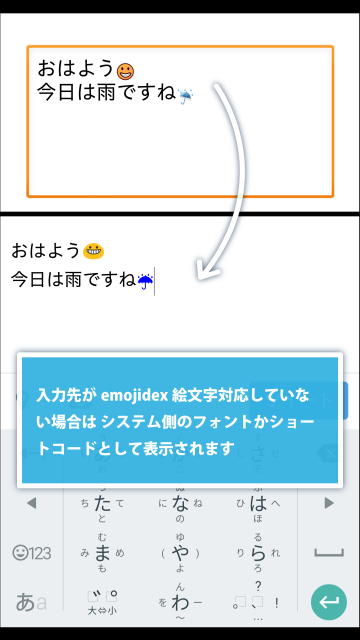 おはよう😀
今日は雨ですね☔
おはよう😁
今日は雨ですね☂
入力先が emojidex 絵文字対応していな
い場合は システム側のフォントかショー
トコードとして表示されます
さ
せ
そ
ち た て
と
に な ね
ぬ
の
ひ は へ
ほ
む
み ま め
も
ゆ
( や )
よ
る
り ら れ
ろ
123
あa
大⇔小
ん
を わ ー
〜
?
。 、 !
…